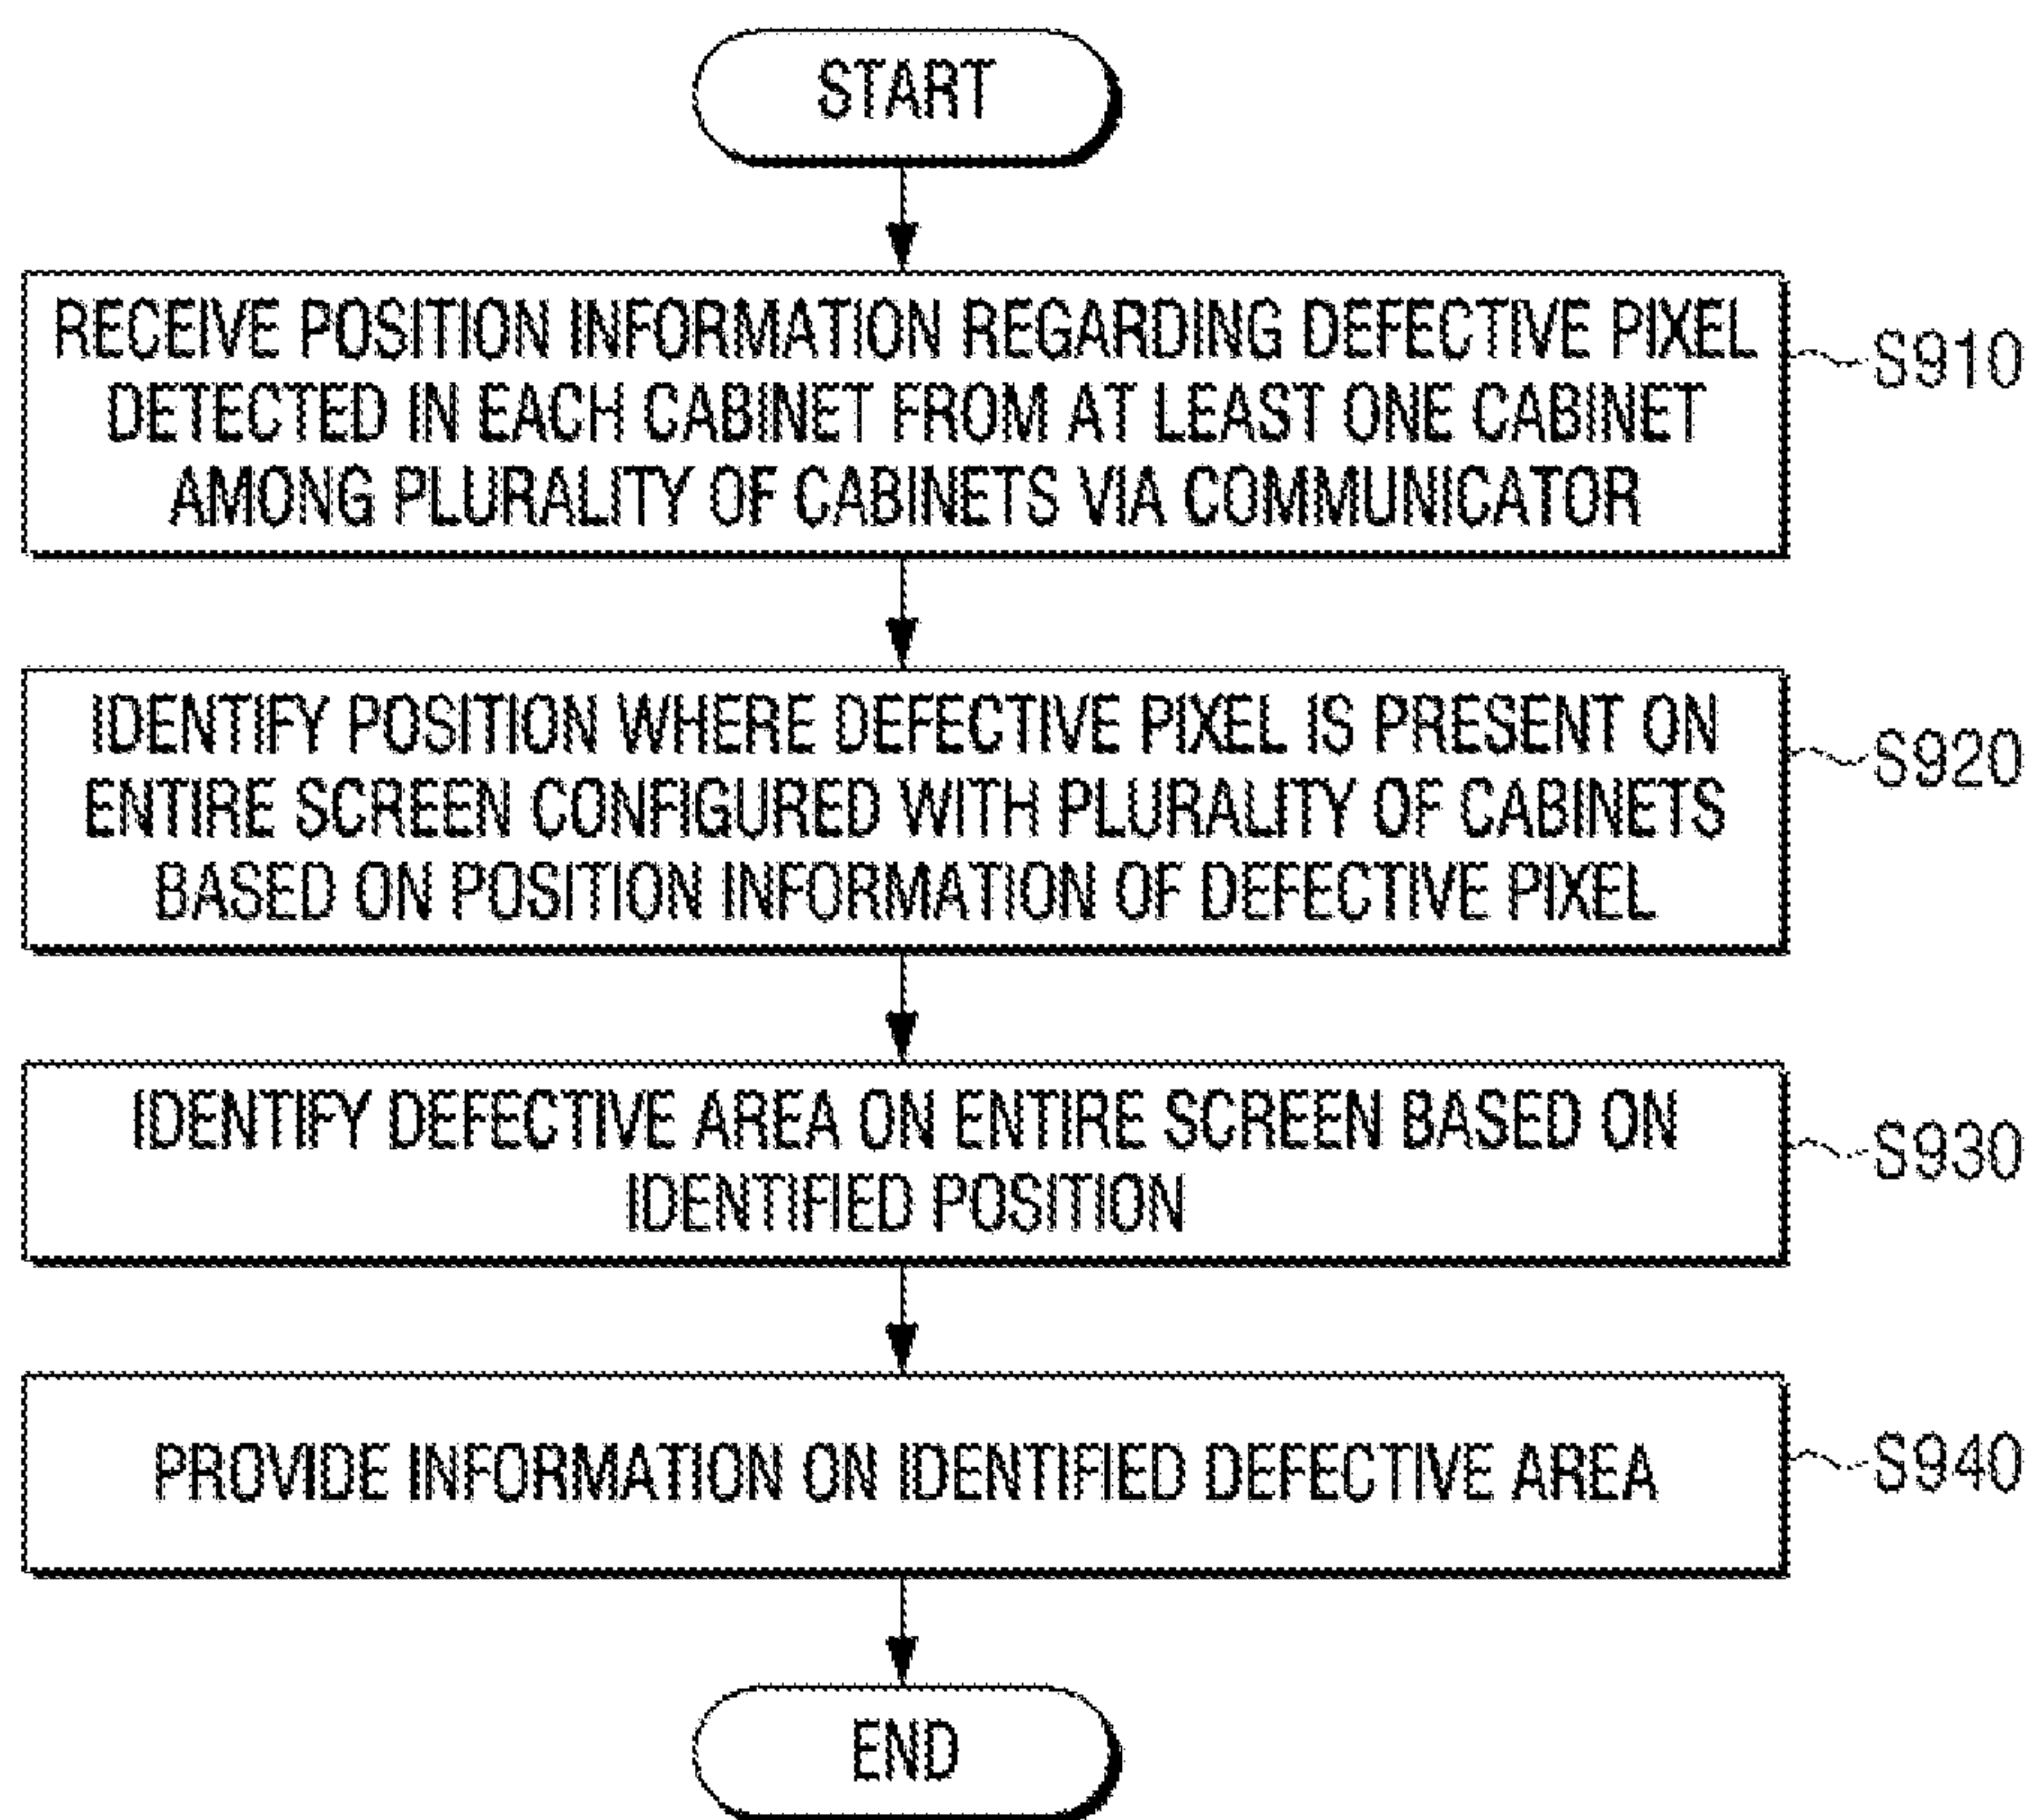 START
RECEIVE POSITION INFORMATION REGARDING DEFECTIVE PIXEL
DETECTED IN EACH CABINET FROM AT LEAST ONE CABINET
AMONG PLURALITY OF CABINETS VIA COMMUNICATOR
S910
IDENTIFY POSITION WHERE DEFECTIVE PIXEL IS PRESENT ON
ENTIRE SCREEN CONFIGURED WITH PLURALITY OF CABINETS
BASED ON POSITION INFORMATION OF DEFECTIVE PIXEL
S920
IDENTIFY DEFECTIVE AREA ON ENTIRE SCREEN BASED ON
IDENTIFIED POSITION
S930
PROVIDE INFORMATION ON IDENTIFIED DEFECTIVE AREA
S940
END